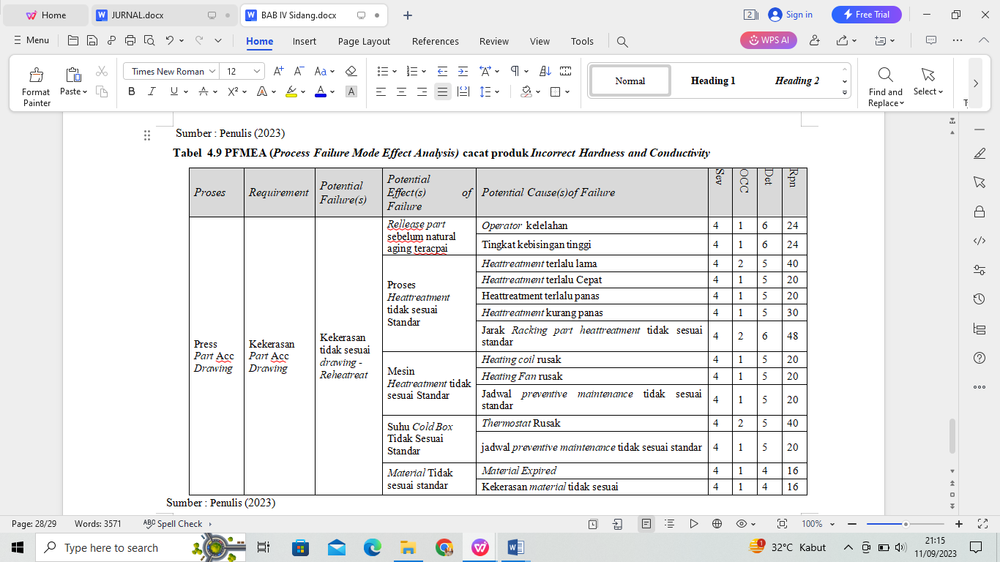 Home
JURNAL.docx
BAB IV Sidang.docx
2
Sign in
Free Trial
Menu
Home
Insert
Page Layout
References
Review
View
Tools
WPS AI
Format Painter
Paste
Times New Roman
12
Normal
Heading 1
Heading 2
Find and Replace
Select
Sumber : Penulis (2023)
Tabel 4.9 PFMEA (Process Failure Mode Effect Analysis) cacat produk Incorrect Hardness and Conductivity
Proses
Requirement
Potential Failure(s)
Potential Effect(s) of Failure
Potential Cause(s)of Failure
Sev
OCC
Det
Rpn
Press Part Acc Drawing
Kekerasan Part Acc Drawing
Kekerasan tidak sesuai drawing - Reheatreat
Rellease part sebelum natural aging teracpai
Operator kelelahan 4 1 6 24
Tingkat kebisingan tinggi 4 1 6 24
Proses Heattreatment tidak sesuai Standar
Heattreatment terlalu lama 4 2 5 40
Heattreatment terlalu Cepat 4 1 5 20
Heattreatment terlalu panas 4 1 5 20
Heattreatment kurang panas 4 1 5 30
Jarak Racking part heattreatment tidak sesuai standar 4 2 6 48
Mesin Heatreatment tidak sesuai Standar
Heating coil rusak 4 1 5 20
Heating Fan rusak 4 1 5 20
Jadwal preventive maintenance tidak sesuai standar 4 1 5 20
Suhu Cold Box Tidak Sesuai Standar
Thermostat Rusak 4 2 5 40
jadwal preventive maintenance tidak sesuai standar 4 1 5 20
Material Tidak sesuai standar
Material Expired 4 1 4 16
Kekerasan material tidak sesuai 4 1 4 16
Sumber : Penulis (2023)
Page: 28/29
Words: 3571
Spell Check
100%
Type here to search
1
32°C Kabut
21:15
11/09/2023